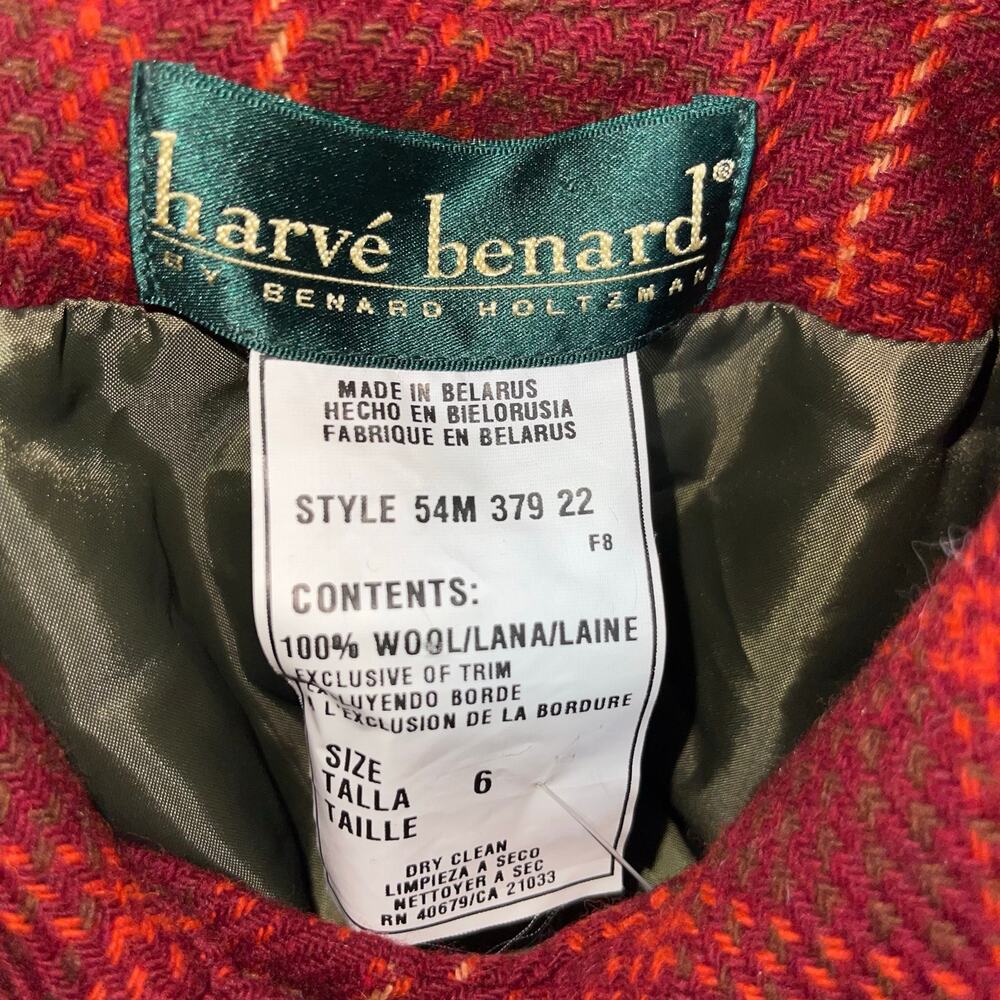 harvé benard®
BY BENARD HOLTZMAN
MADE IN BELARUS
HECHO EN BIELORUSIA
FABRIQUE EN BELARUS
STYLE 54M 379 22
F8
CONTENTS:
100% WOOL/LANA/LAINE
EXCLUSIVE OF TRIM
EXCLUYENDO BORDE
A L'EXCLUSION DE LA BORDURE
SIZE
TALLA 6
TAILLE
DRY CLEAN
LIMPIEZA A SECO
NETTOYER A SEC
RN 40679/CA 21033